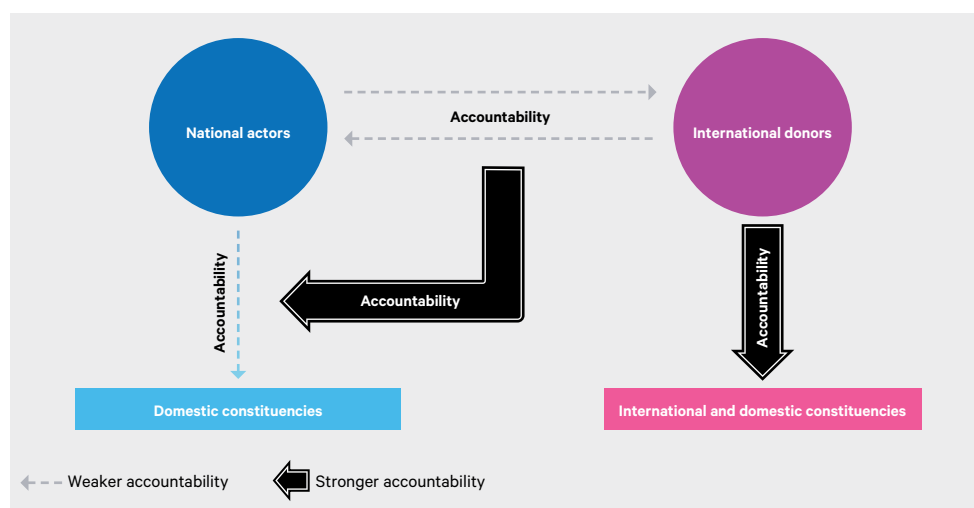 National actors
Accountability
International donors
Accountability
Accountability
Accountability
Domestic constituencies
International and domestic constituencies
Weaker accountability
Stronger accountability